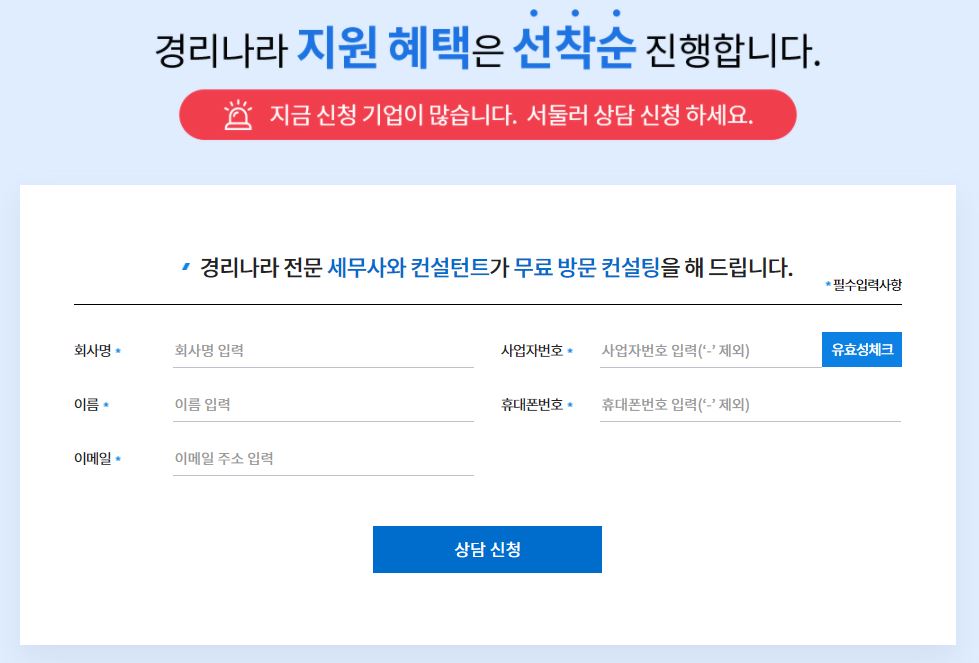 경리나라 지원 혜택은 선착순 진행합니다.
지금 신청 기업이 많습니다. 서둘러 상담 신청 하세요.
경리나라 전문 세무사와 컨설턴트가 무료 방문 컨설팅을 해 드립니다.
* 필수입력사항
회사명 * 회사명 입력 사업자번호 * 사업자번호 입력(‘-’ 제외) 유효성체크
이름 * 이름 입력 휴대폰번호 * 휴대폰번호 입력(‘-’ 제외)
이메일 * 이메일 주소 입력
상담 신청